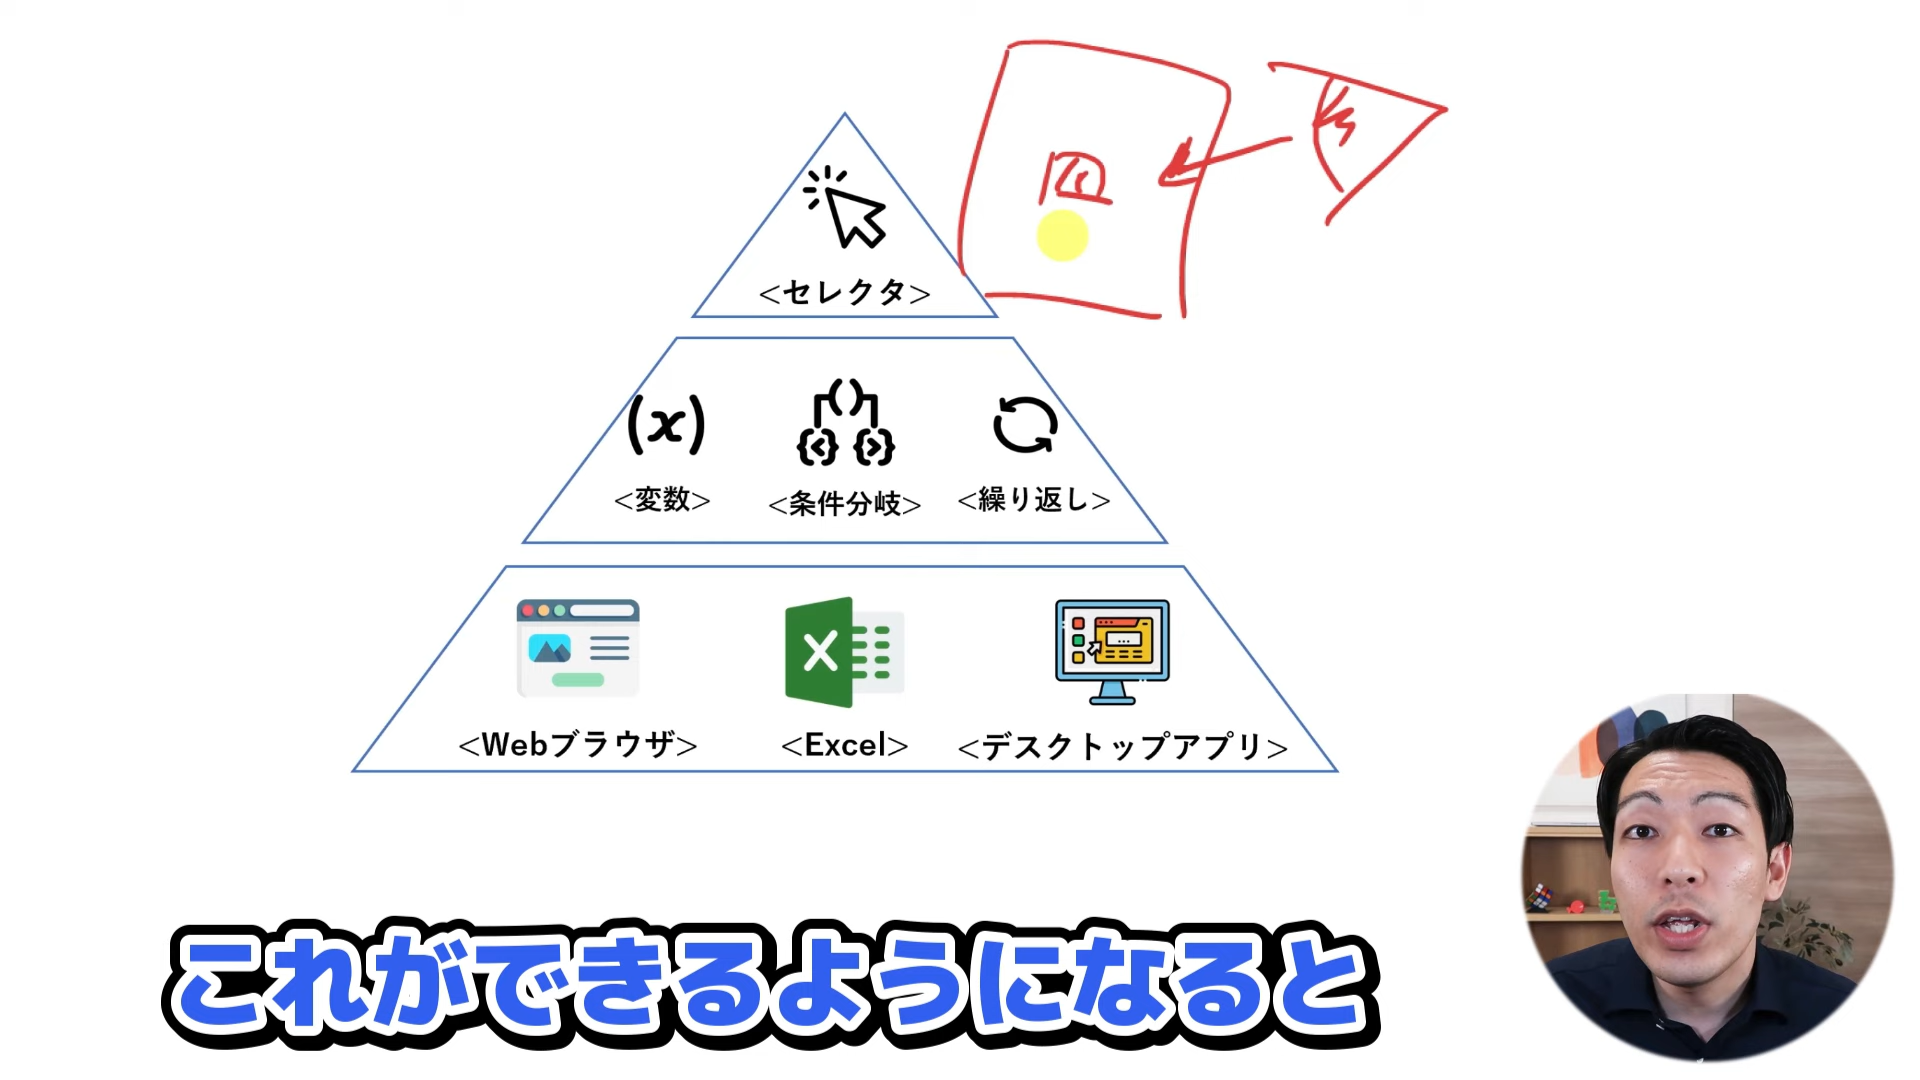 <セレクタ>
(x)
<変数>
<条件分岐>
<繰り返し>
<Webブラウザ>
<Excel>
<デスクトップアプリ>
これができるようになると